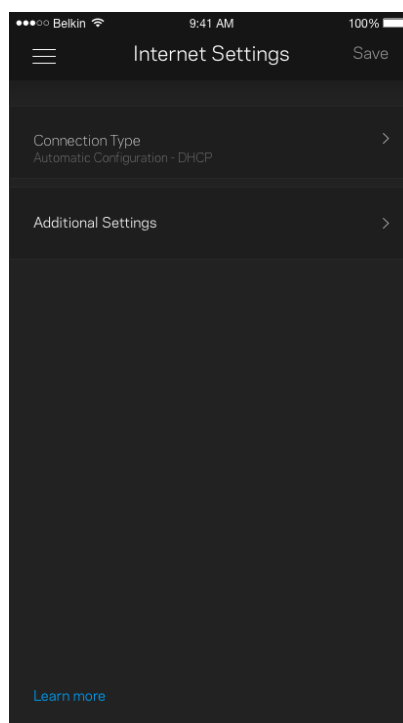 Belkin 9:41 AM 100%
Internet Settings Save
Connection Type
Automatic Configuration - DHCP
Additional Settings
Learn more